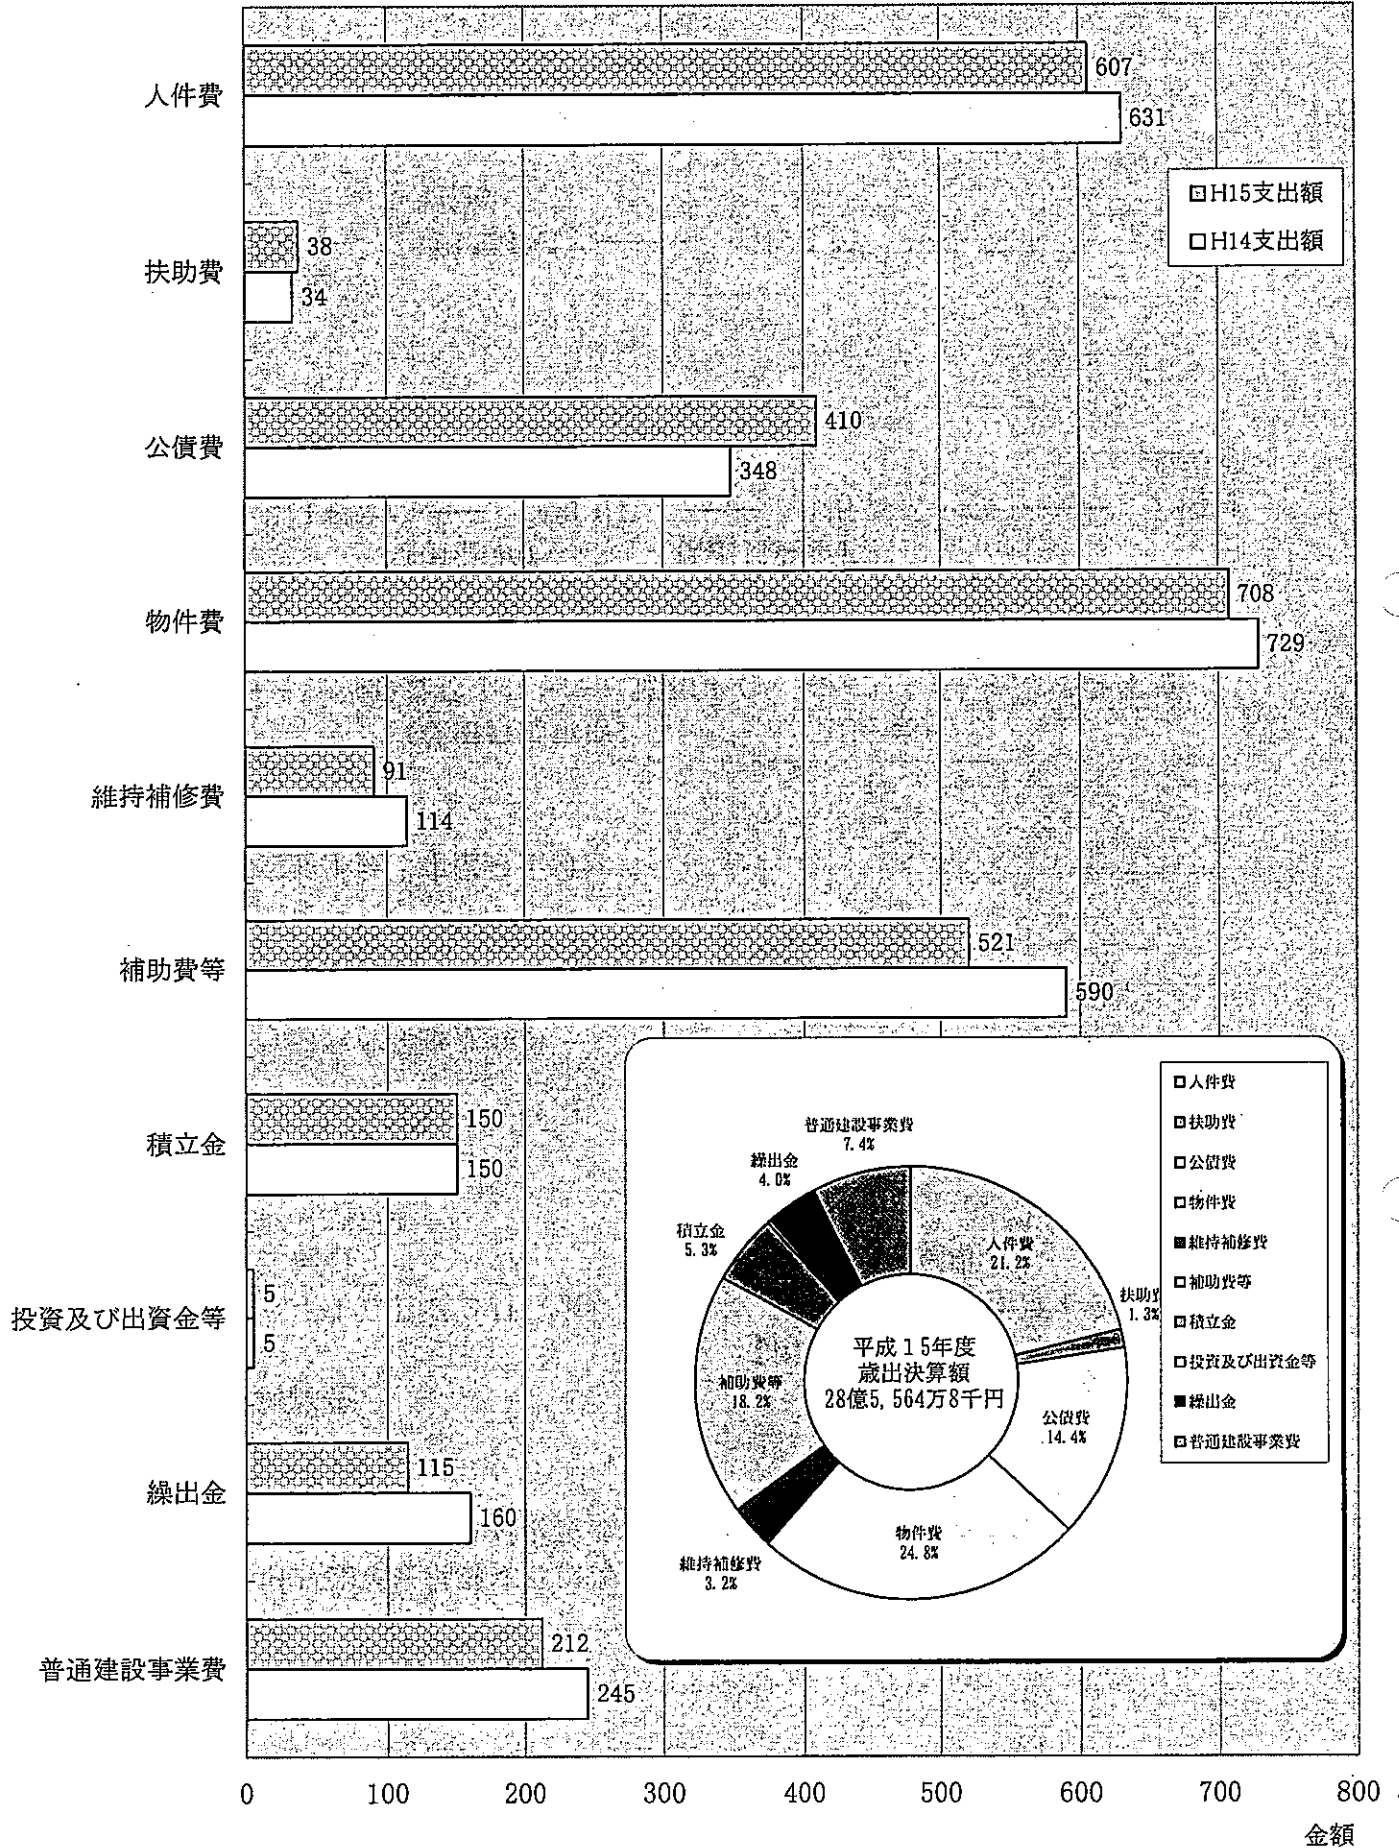 人件費
607
631
□H15支出額
□H14支出額
扶助費
38
34
公債費
410
348
物件費
708
729
維持補修費
91
114
補助費等
521
590
積立金
150
150
投資及び出資金等
5
5
繰出金
115
160
普通建設事業費
212
245
人件費
扶助費
公債費
物件費
維持補修費
補助費等
積立金
投資及び出資金等
繰出金
普通建設事業費
普通建設事業費
7.4%
繰出金
4.0%
積立金
5.3%
人件費
21.2%
扶助
1.3%
補助費等
18.2%
平成15年度
歳出決算額
28億5,564万8千円
公債費
14.4%
物件費
24.8%
維持補修費
3.2%
0 100 200 300 400 500 600 700 800
金額